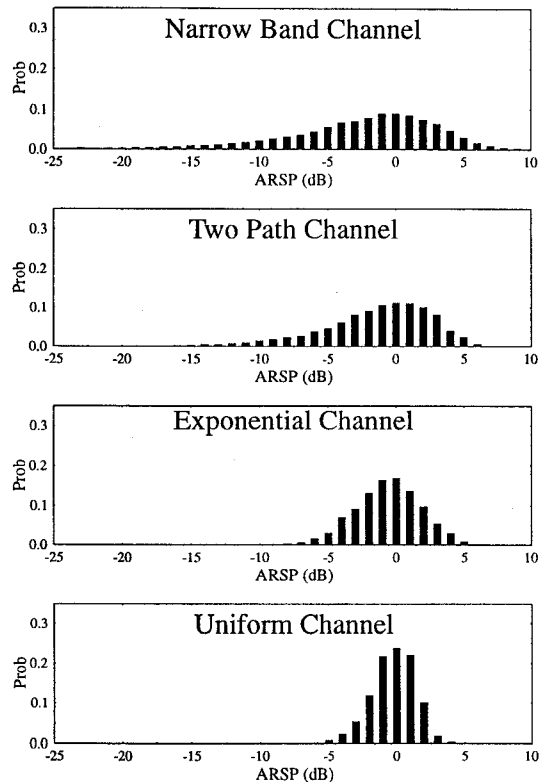 Narrow Band Channel
Prob
0.3
0.2
0.1
0.0
-25 -20 -15 -10 -5 0 5 10
ARSP (dB)
Two Path Channel
Prob
0.3
0.2
0.1
0.0
-25 -20 -15 -10 -5 0 5 10
ARSP (dB)
Exponential Channel
Prob
0.3
0.2
0.1
0.0
-25 -20 -15 -10 -5 0 5 10
ARSP (dB)
Uniform Channel
Prob
0.3
0.2
0.1
0.0
-25 -20 -15 -10 -5 0 5 10
ARSP (dB)